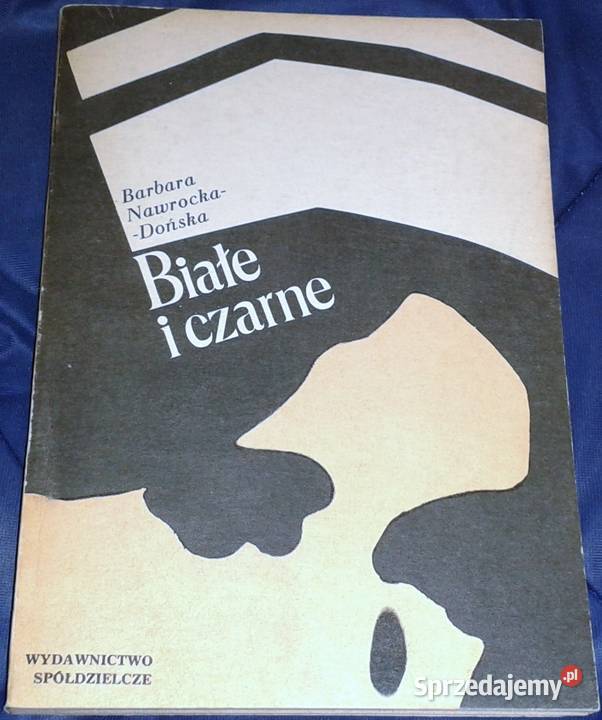 Barbara
Nawrocka-
-Dońska
Białe
i czarne
WYDAWNICTWO
SPÓŁDZIELCZE
Sprzedajemy.pl